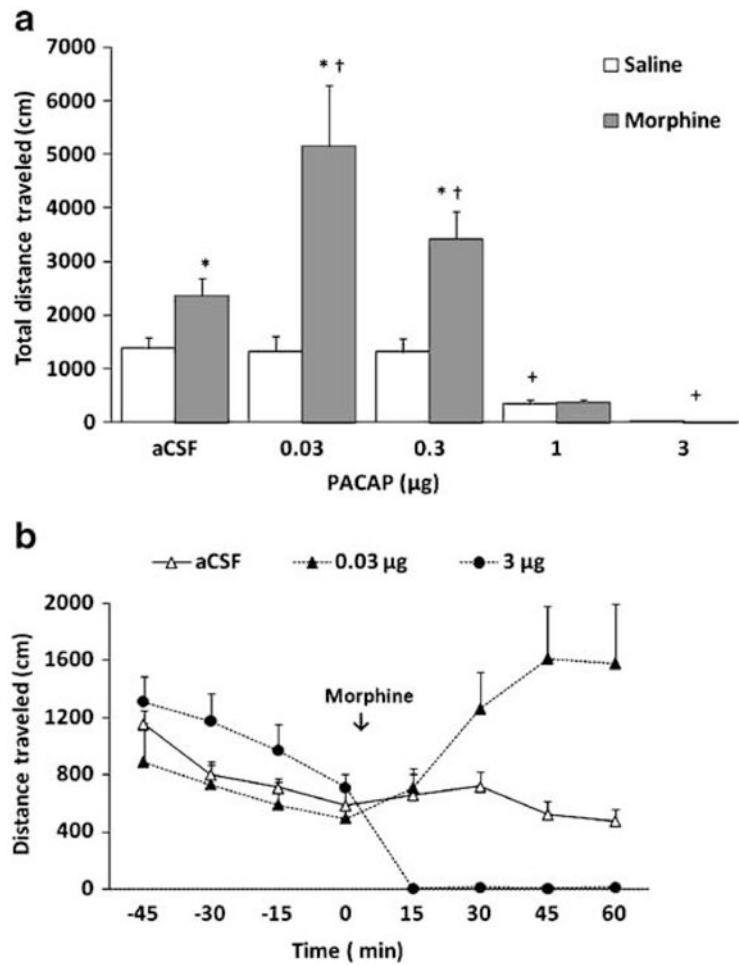 a
7000
6000
5000
4000
3000
2000
1000
0
Total distance traveled (cm)
Saline
Morphine
*
* †
* †
+
+
aCSF 0.03 0.3 1 3
PACAP (µg)
b
aCSF 0.03 µg 3 µg
2000
1600
1200
800
400
0
Distance traveled (cm)
Morphine
↓
-45 -30 -15 0 15 30 45 60
Time ( min)